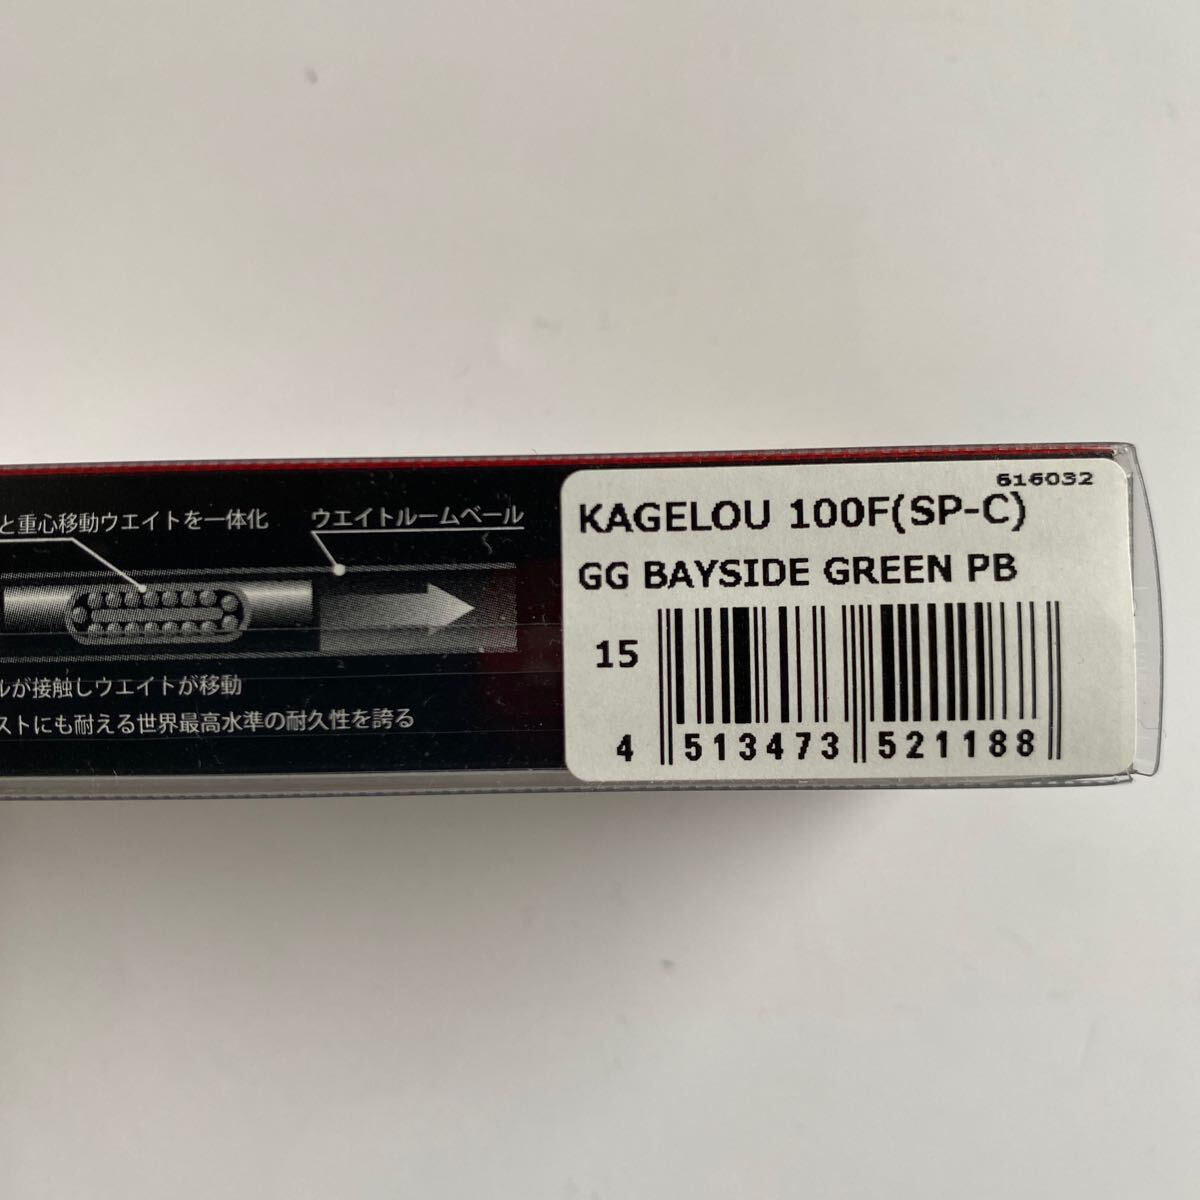 と重心移動ウエイトを一体化
ウエイトルームベール
ルが接触しウエイトが移動
ストにも耐える世界最高水準の耐久性を誇る
616032
KAGELOU 100F(SP-C)
GG BAYSIDE GREEN PB
15
4 513473 521188